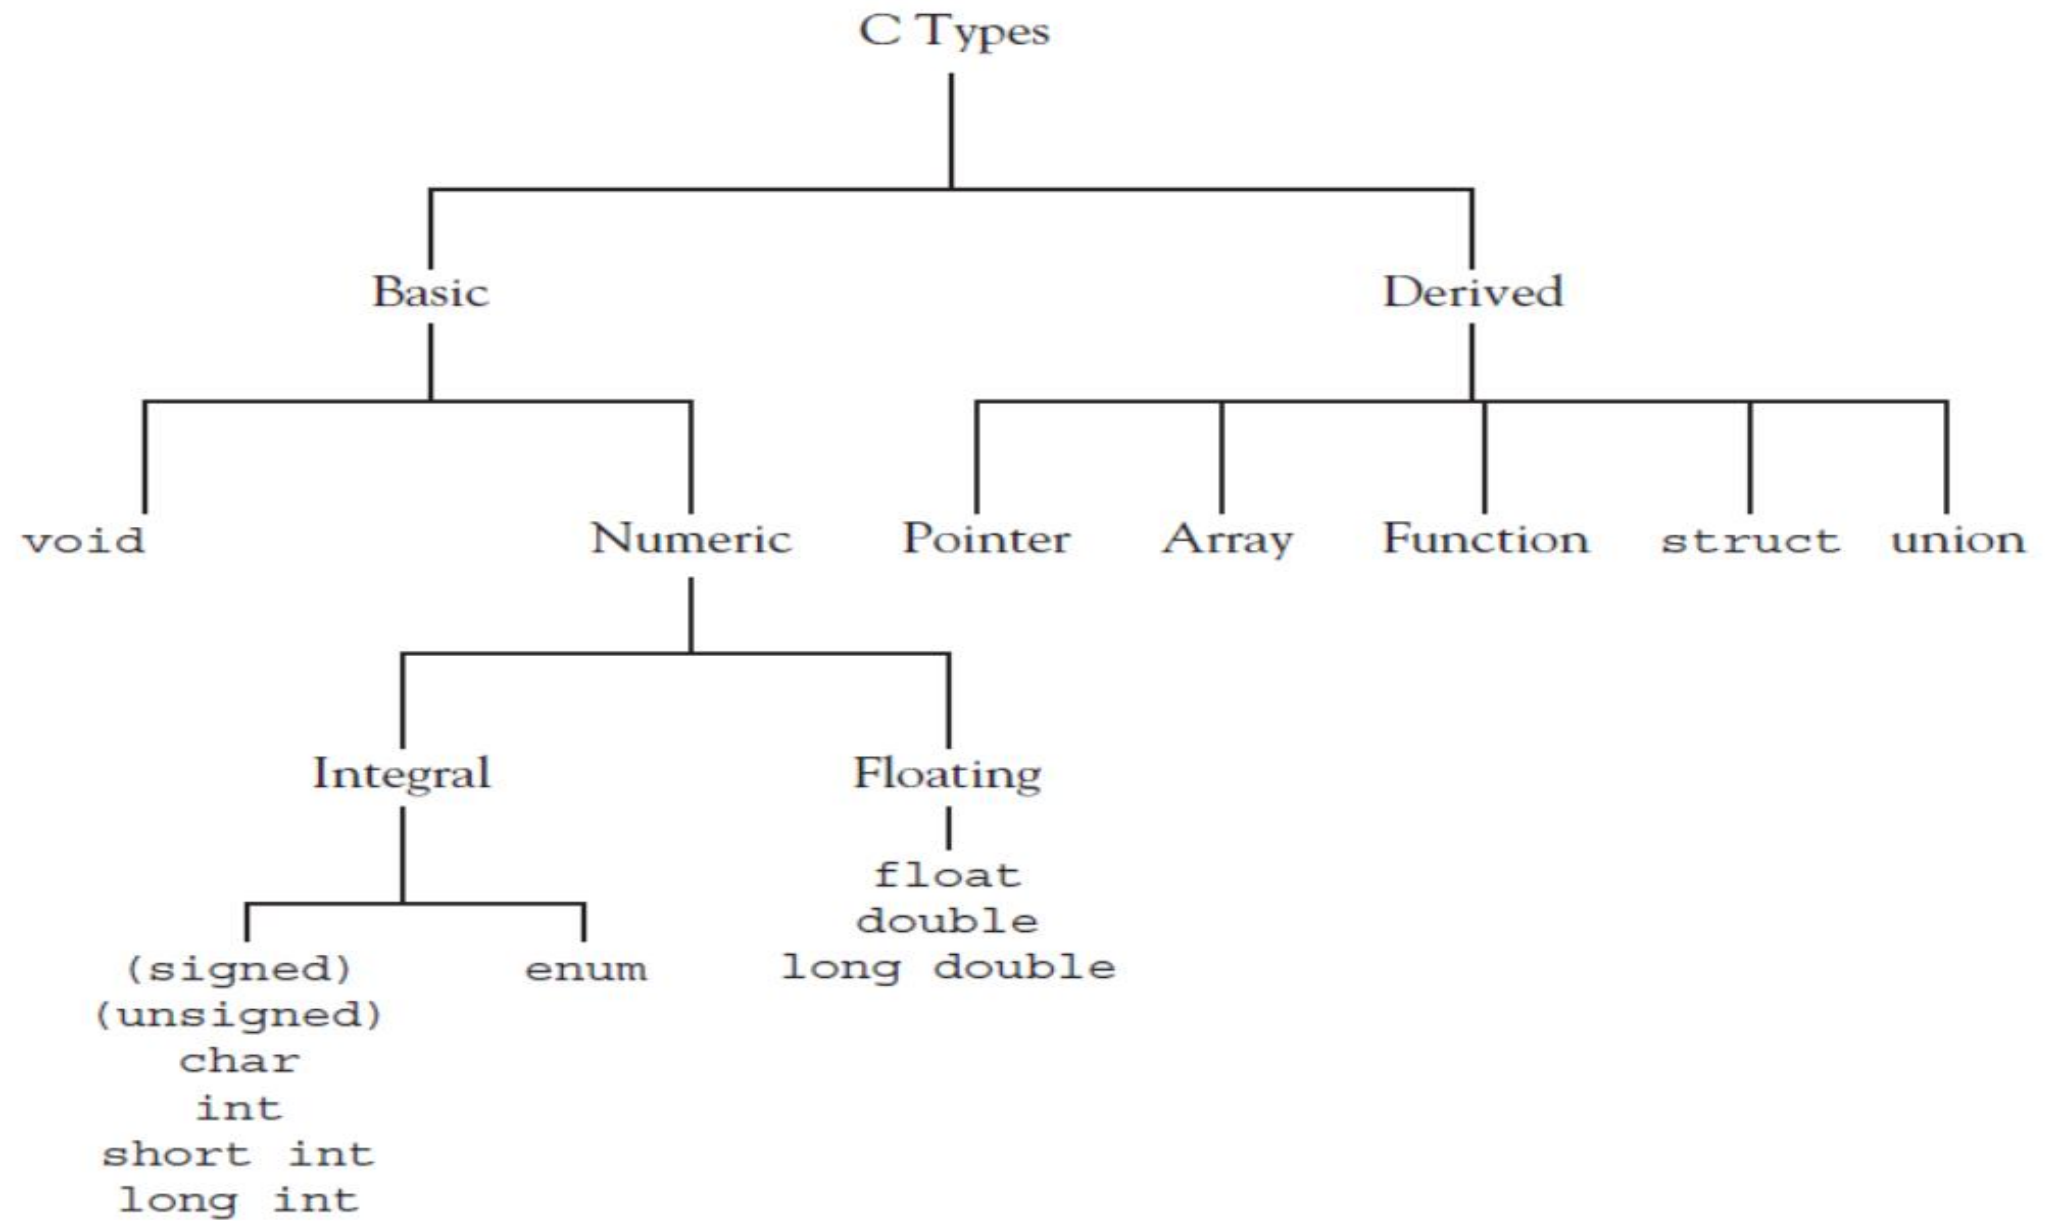 C Types
Basic
Derived
void
Numeric
Pointer
Array
Function
struct
union
Integral
Floating
float
double
long double
(signed)
(unsigned)
char
int
short int
long int
enum